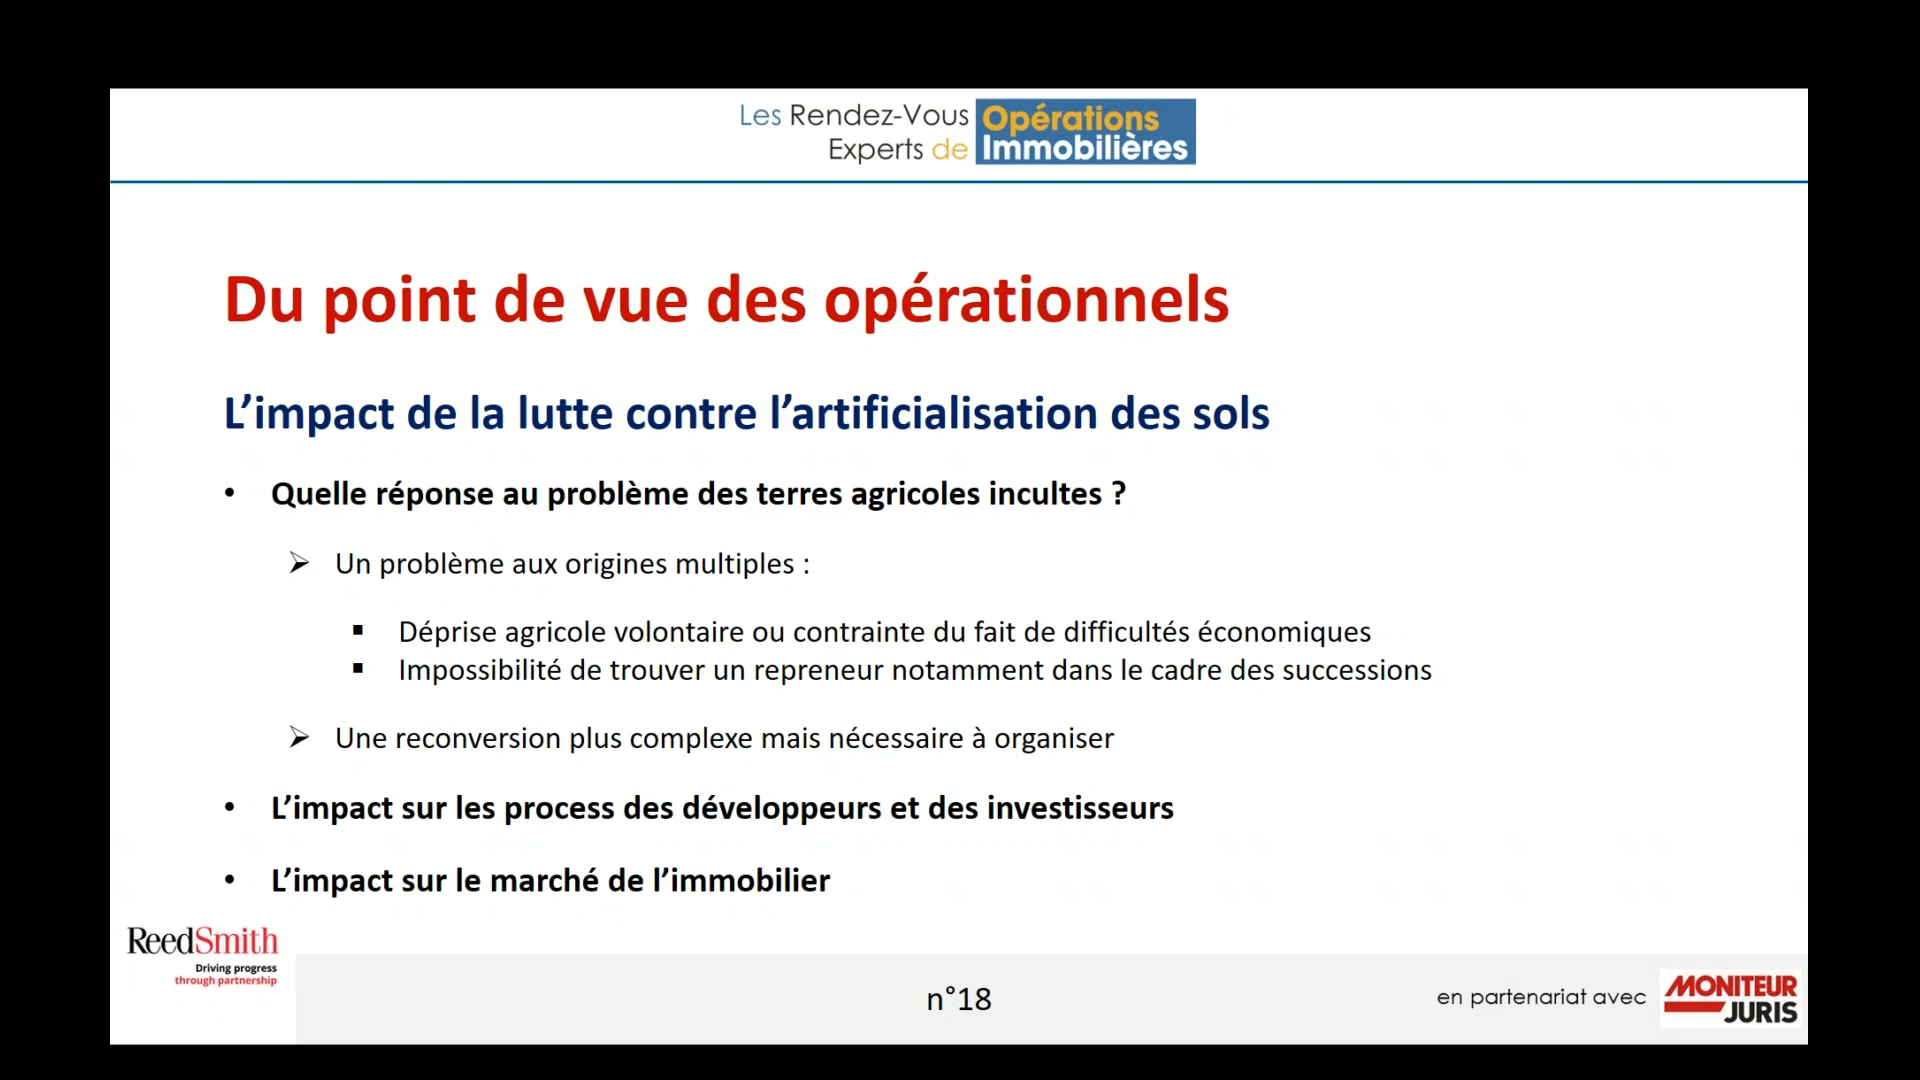 Les Rendez-Vous Opérations
Experts de Immobilières
Du point de vue des opérationnels
L’impact de la lutte contre l’artificialisation des sols
• Quelle réponse au problème des terres agricoles incultes ?
➢ Un problème aux origines multiples :
▪ Déprise agricole volontaire ou contrainte du fait de difficultés économiques
▪ Impossibilité de trouver un repreneur notamment dans le cadre des successions
➢ Une reconversion plus complexe mais nécessaire à organiser
• L’impact sur les process des développeurs et des investisseurs
• L’impact sur le marché de l’immobilier
ReedSmith
Driving progress
through partnership
n°18
en partenariat avec
MONITEUR
JURIS